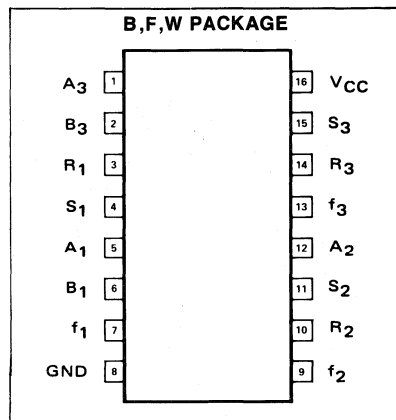 B,F,W PACKAGE
A3 1 16 VCC
B3 2 15 S3
R1 3 14 R3
S1 4 13 f3
A1 5 12 A2
B1 6 11 S2
f1 7 10 R2
GND 8 9 f2